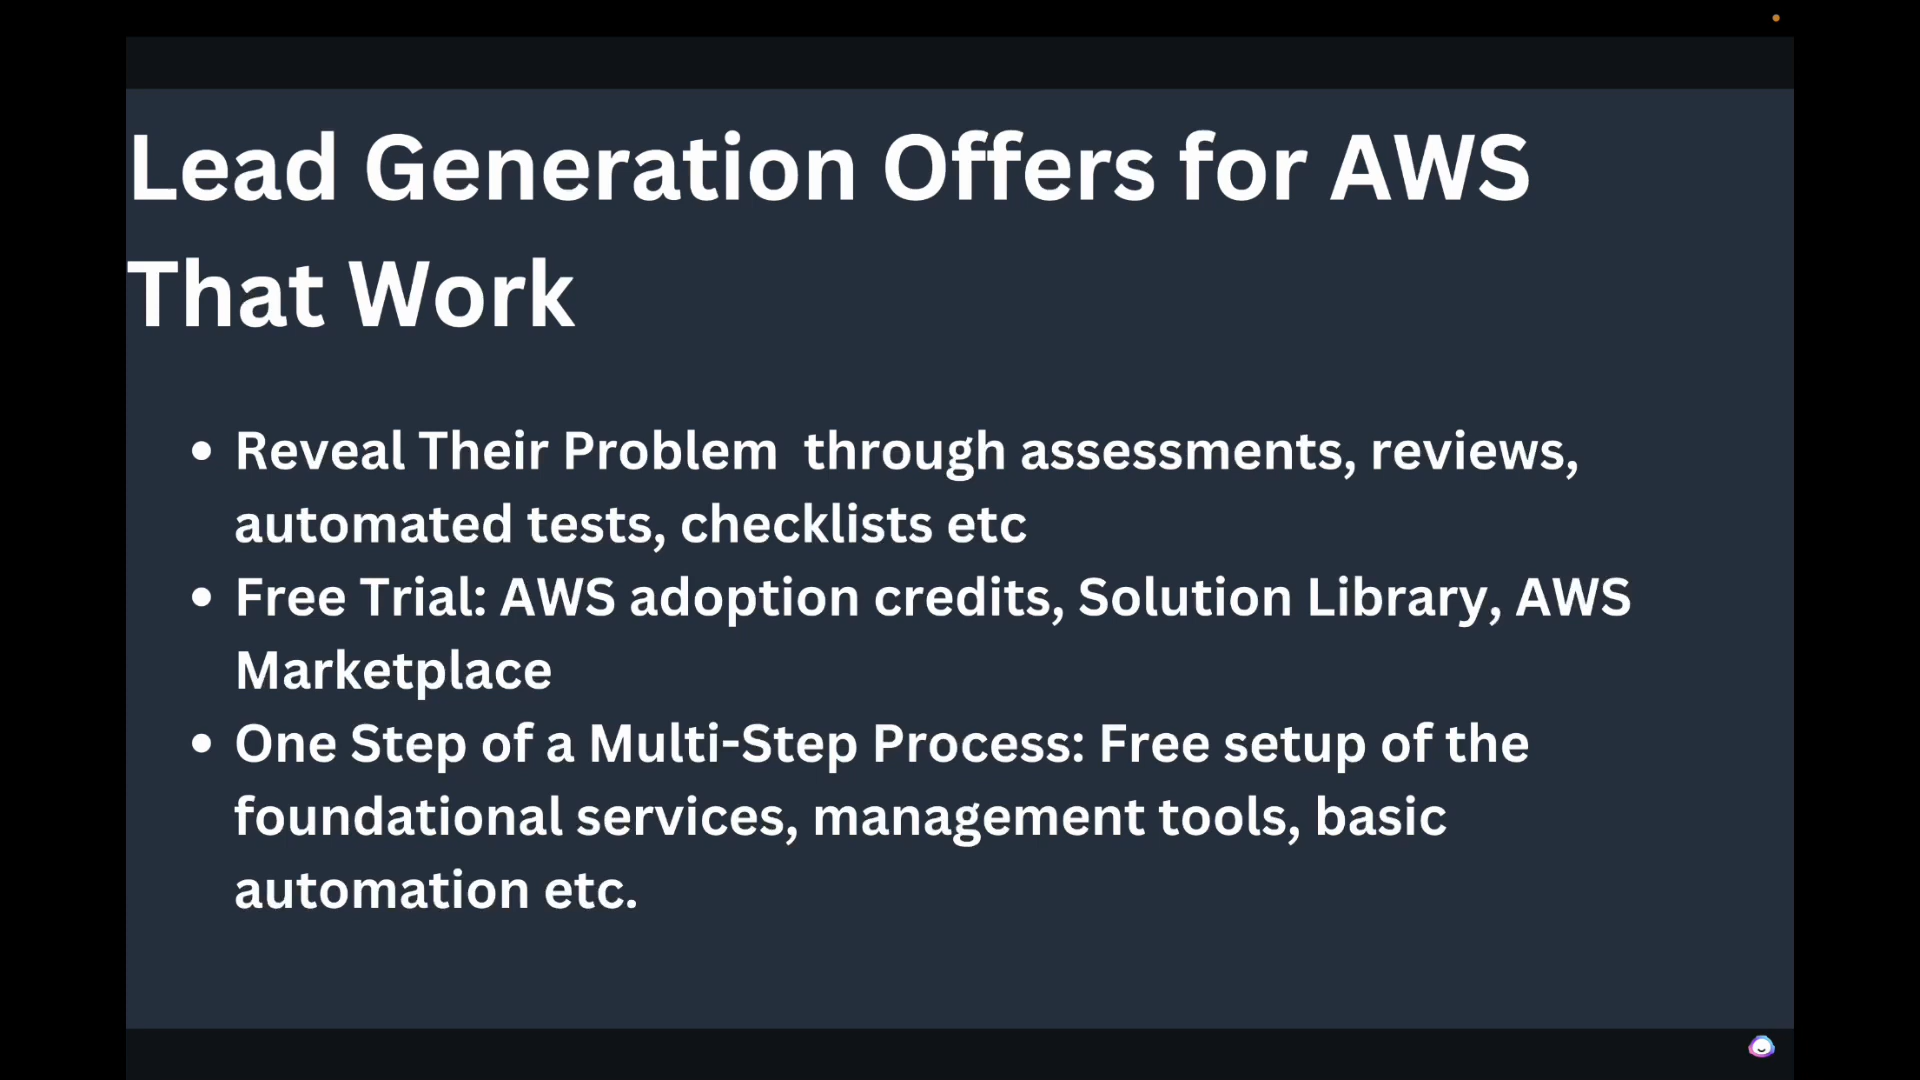 Lead Generation Offers for AWS
That Work
• Reveal Their Problem  through assessments, reviews,
automated tests, checklists etc
• Free Trial: AWS adoption credits, Solution Library, AWS
Marketplace
• One Step of a Multi-Step Process: Free setup of the
foundational services, management tools, basic
automation etc.